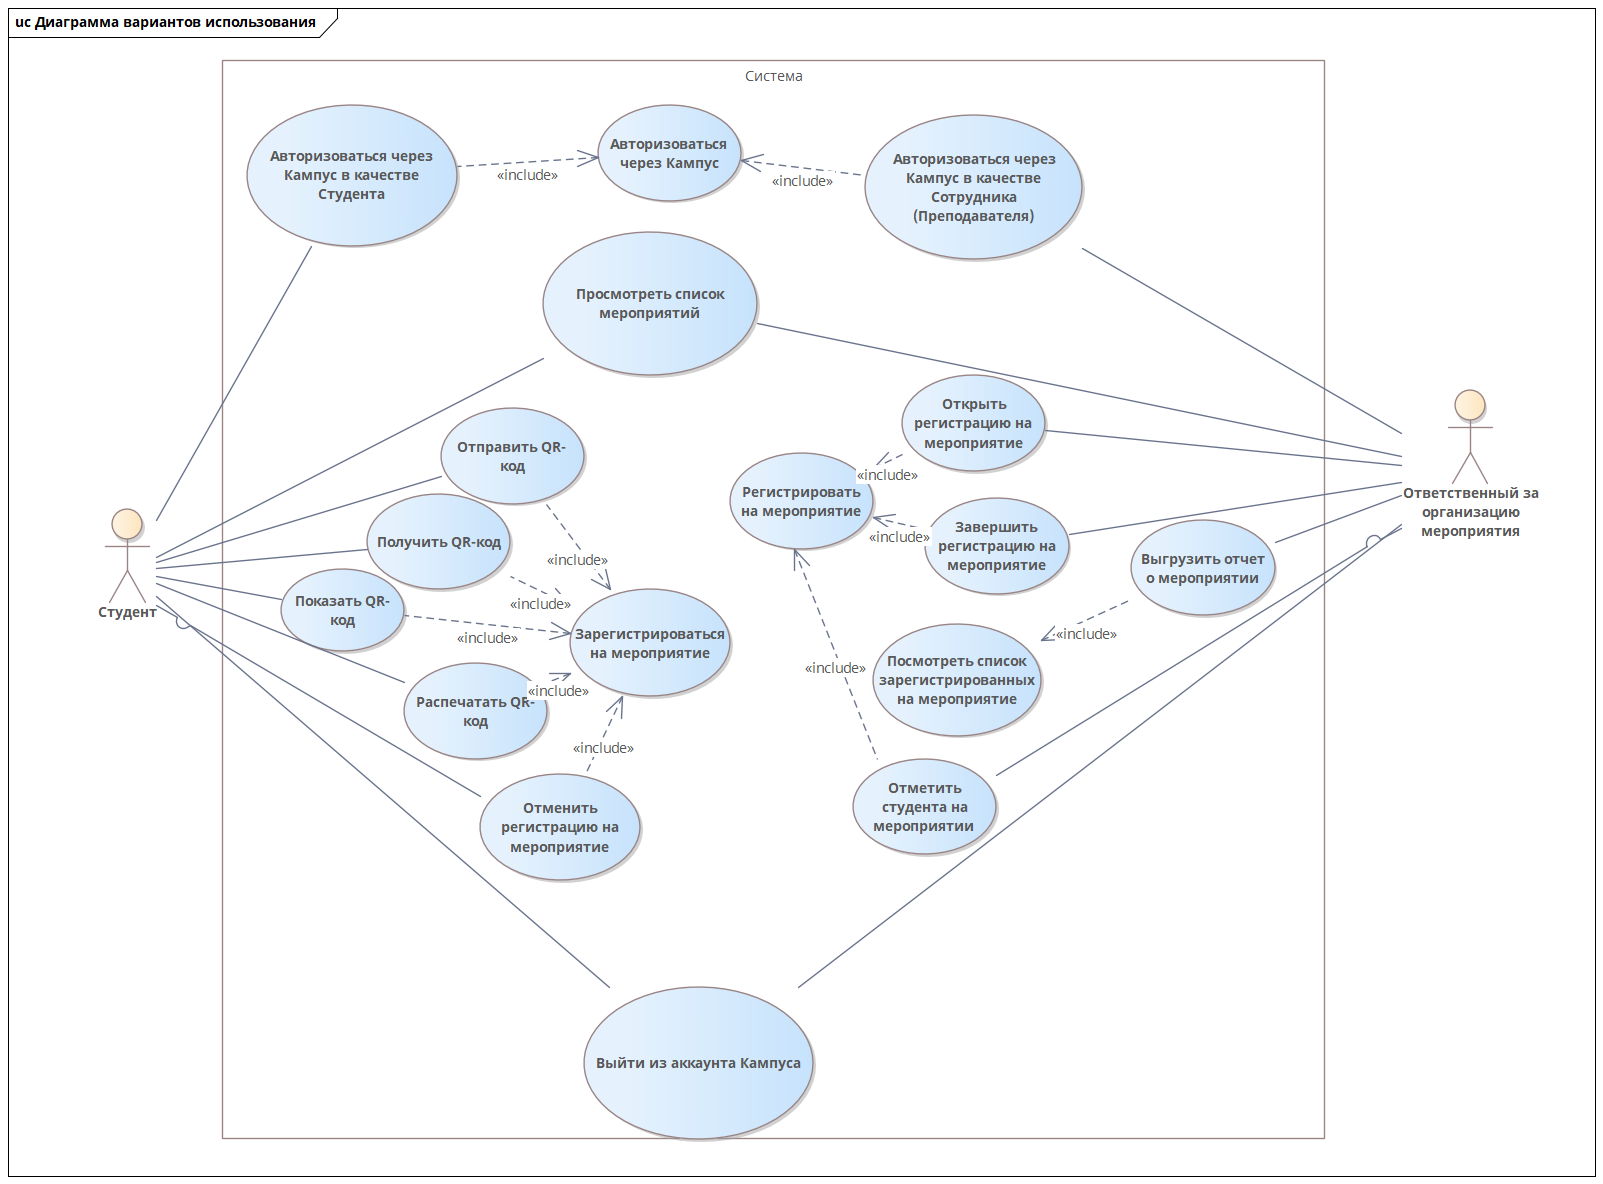 uc Диаграмма вариантов использования
Система
Авторизоваться через
Кампус в качестве
Студента
«include»
Авторизоваться
через Кампус
«include»
Авторизоваться через
Кампус в качестве
Сотрудника
(Преподавателя)
Просмотреть список
мероприятий
Отправить QR-
код
Получить QR-код
Показать QR-
код
Студент
«include»
«include»
«include»
Зарегистрироваться
на мероприятие
«include»
Распечатать QR-
код
«include»
Отменить
регистрацию на
мероприятие
Открыть
регистрацию на
мероприятие
«include»
Регистрировать
на мероприятие
«include»
Завершить
регистрацию на
мероприятие
Выгрузить отчет
о мероприятии
Ответственный за
организацию
мероприятия
«include»
«include»
Посмотреть список
зарегистрированных
на мероприятие
Отметить
студента на
мероприятии
Выйти из аккаунта Кампуса